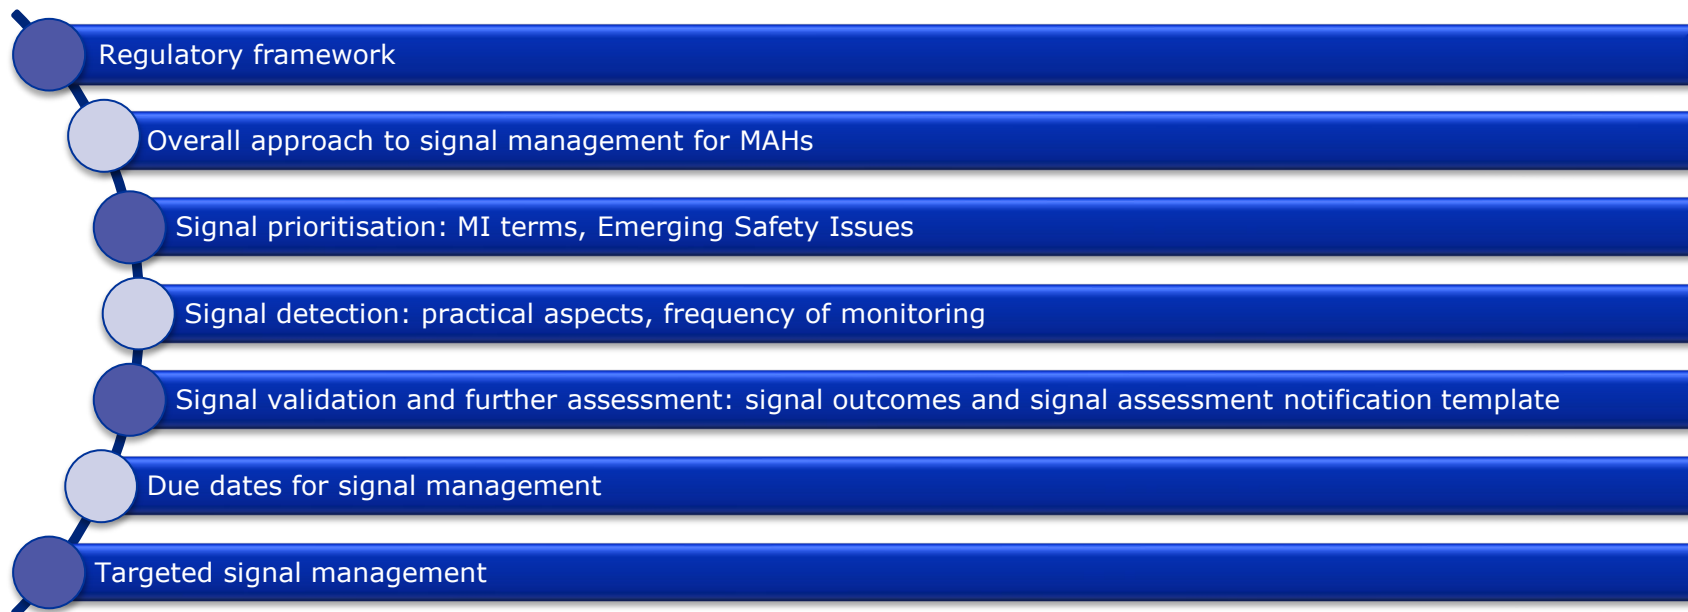 Regulatory framework
Overall approach to signal management for MAHs
Signal prioritisation: MI terms, Emerging Safety Issues
Signal detection: practical aspects, frequency of monitoring
Signal validation and further assessment: signal outcomes and signal assessment notification template
Due dates for signal management
Targeted signal management